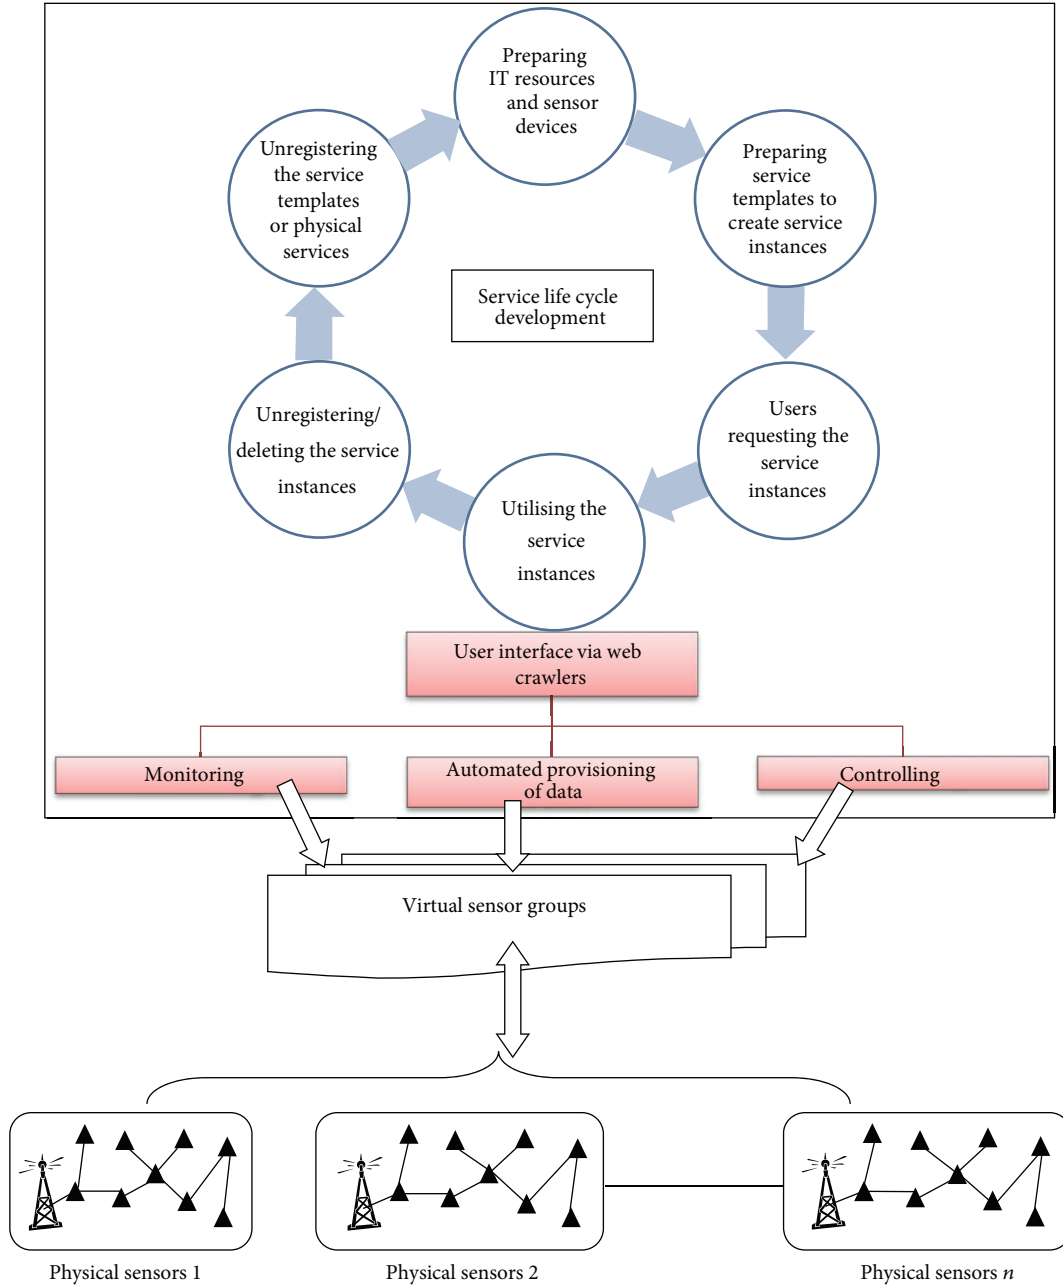 Preparing
IT resources
and sensor
devices
Unregistering
the service
templates
or physical
services
Preparing
service
templates to
create service
instances
Service life cycle
development
Unregistering/
deleting the service
instances
Users
requesting the
service
instances
Utilising the
service
instances
User interface via web
crawlers
Monitoring
Automated provisioning
of data
Controlling
Virtual sensor groups
Physical sensors 1
Physical sensors 2
Physical sensors n